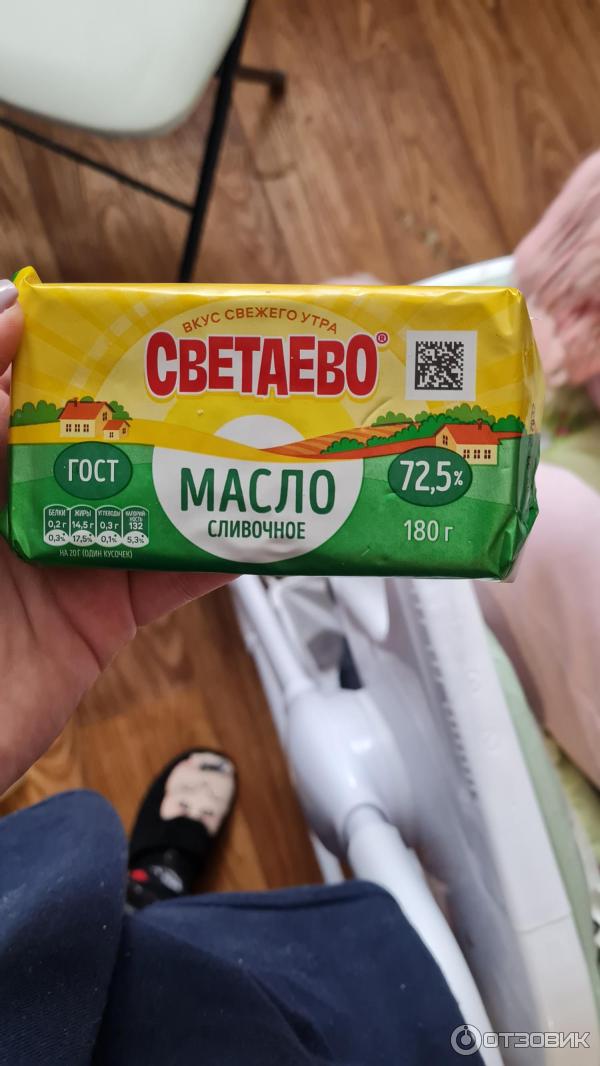 ВКУС СВЕЖЕГО УТРА
СВЕТАЕВО®
ГОСТ
МАСЛО
СЛИВОЧНОЕ
72,5%
180 г
БЕЛКИ ЖИРЫ УГЛЕВОДЫ КАЛОРИЙНОСТЬ
0,2 г 14,5 г 0,3 г 132
0,3% 17,5% 0,1% 5,3%
НА 20 Г (ОДИН КУСОЧЕК)
ОТЗОВИК